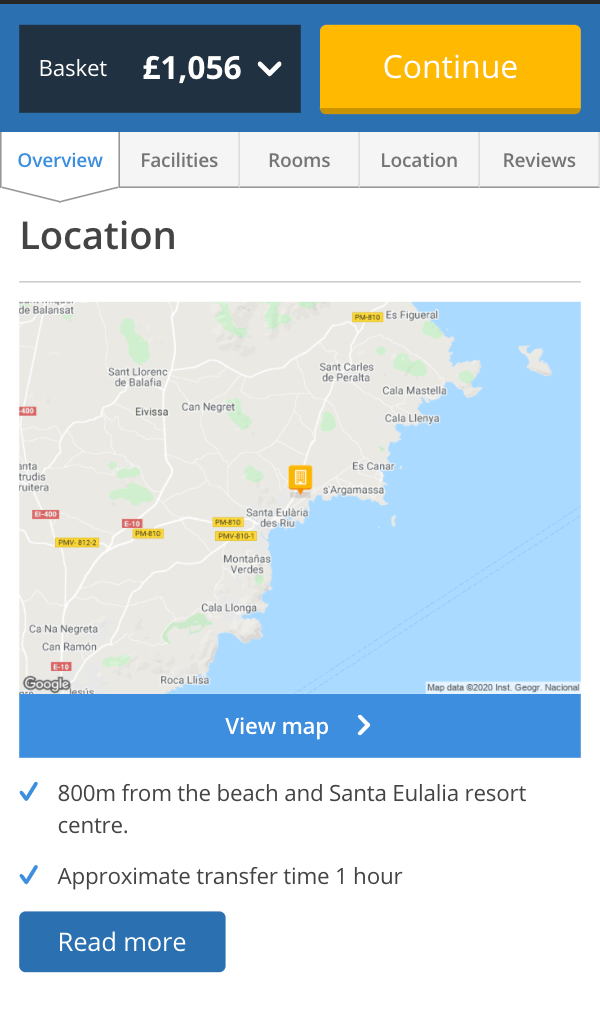 Basket £1,056
Continue
Overview
Facilities
Rooms
Location
Reviews
Location
de Balansat
PM-810
Es Figueral
Sant Llorenc
de Balafia
Sant Carles
de Peralta
Cala Mastella
-400
Eivissa
Can Negret
Cala Llenya
anta
trudis
ruitera
Es Canar
s'Argamassa
EI-400
E-10
PM-810
Santa Eulària
des Riu
PMV- 812-2
PM-810
PMV-810-1
Montañas
Verdes
Cala Llonga
Ca Na Negreta
Can Ramón
E-10
Roca Llisa
Google
Jesús
Map data ©2020 Inst. Geogr. Nacional
View map
800m from the beach and Santa Eulalia resort
centre.
Approximate transfer time 1 hour
Read more